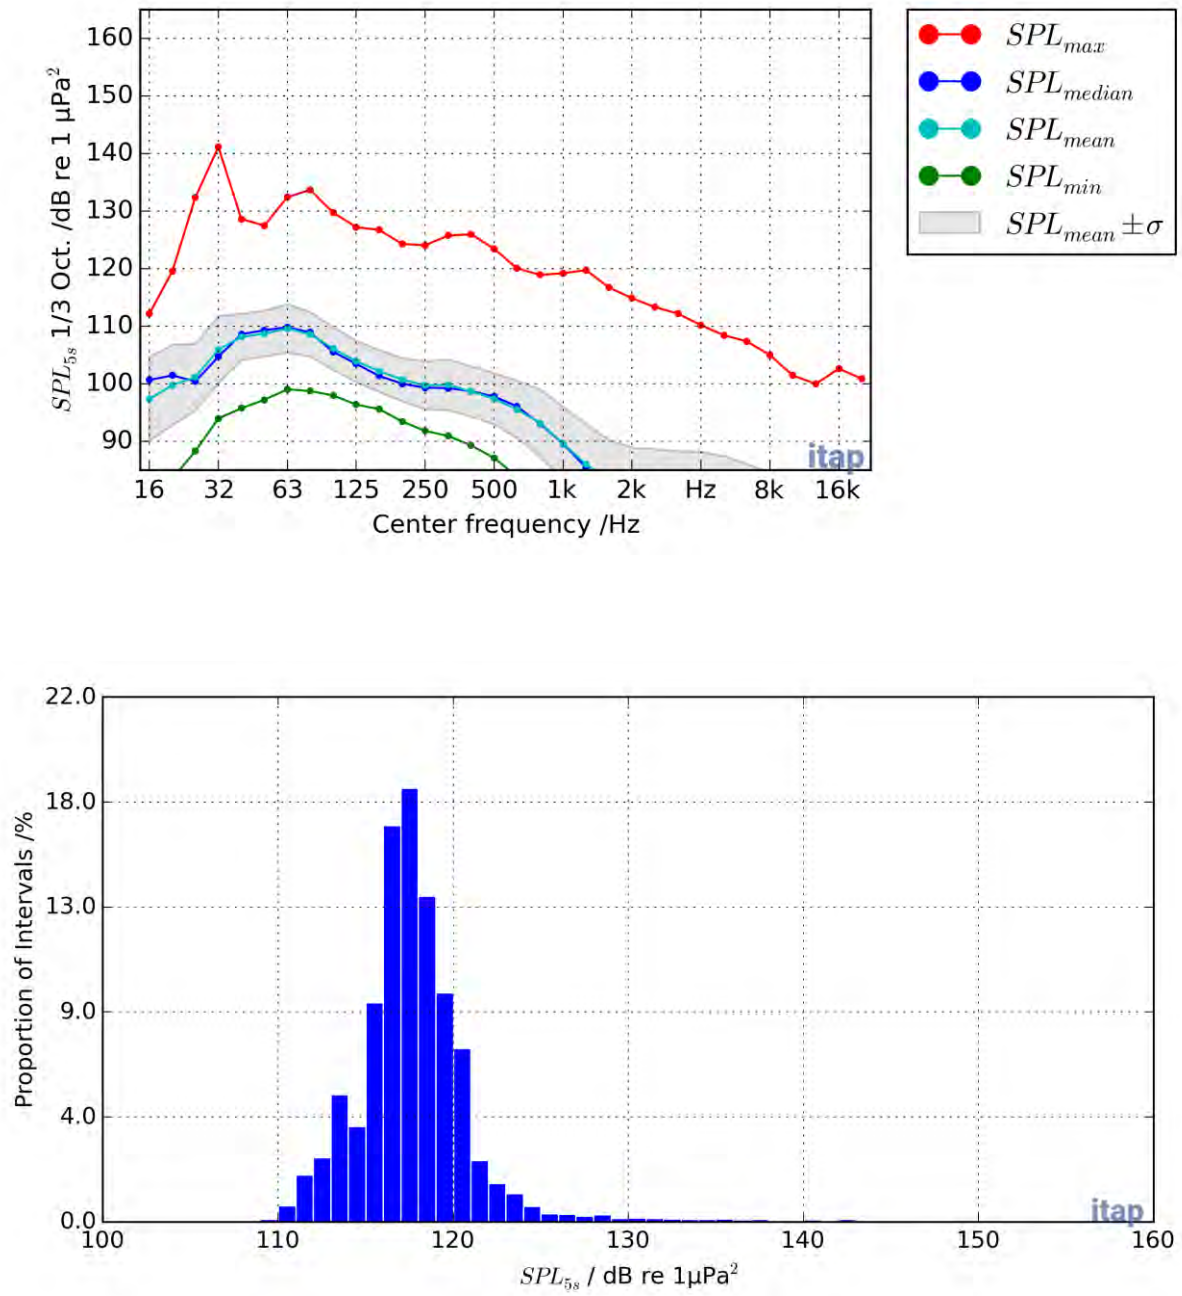 160
150
140
130
120
110
100
90
SPL5s 1/3 Oct. /dB re 1 µPa²
16 32 63 125 250 500 1k 2k Hz 8k 16k
Center frequency /Hz
itap
SPLmax
SPLmedian
SPLmean
SPLmin
SPLmean ±σ
22.0
18.0
13.0
9.0
4.0
0.0
Proportion of Intervals /%
100 110 120 130 140 150 160
SPL5s / dB re 1µPa²
itap